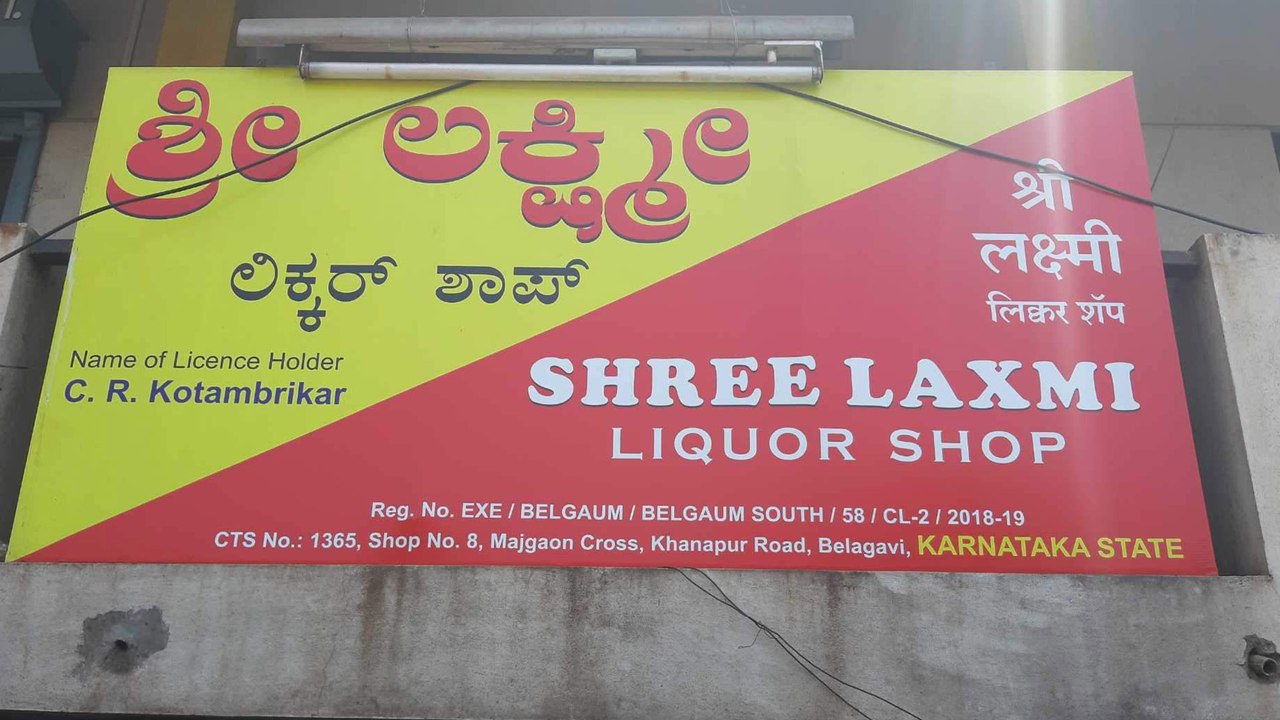 ಶ್ರೀ ಲಕ್ಷ್ಮೀ
ಲಿಕ್ಕರ್ ಶಾಪ್
Name of Licence Holder
C. R. Kotambrikar
श्री
लक्ष्मी
लिक्कर शॅप
SHREE LAXMI
LIQUOR SHOP
Reg. No. EXE / BELGAUM / BELGAUM SOUTH / 58 / CL-2 / 2018-19
CTS No.: 1365, Shop No. 8, Majgaon Cross, Khanapur Road, Belagavi, KARNATAKA STATE